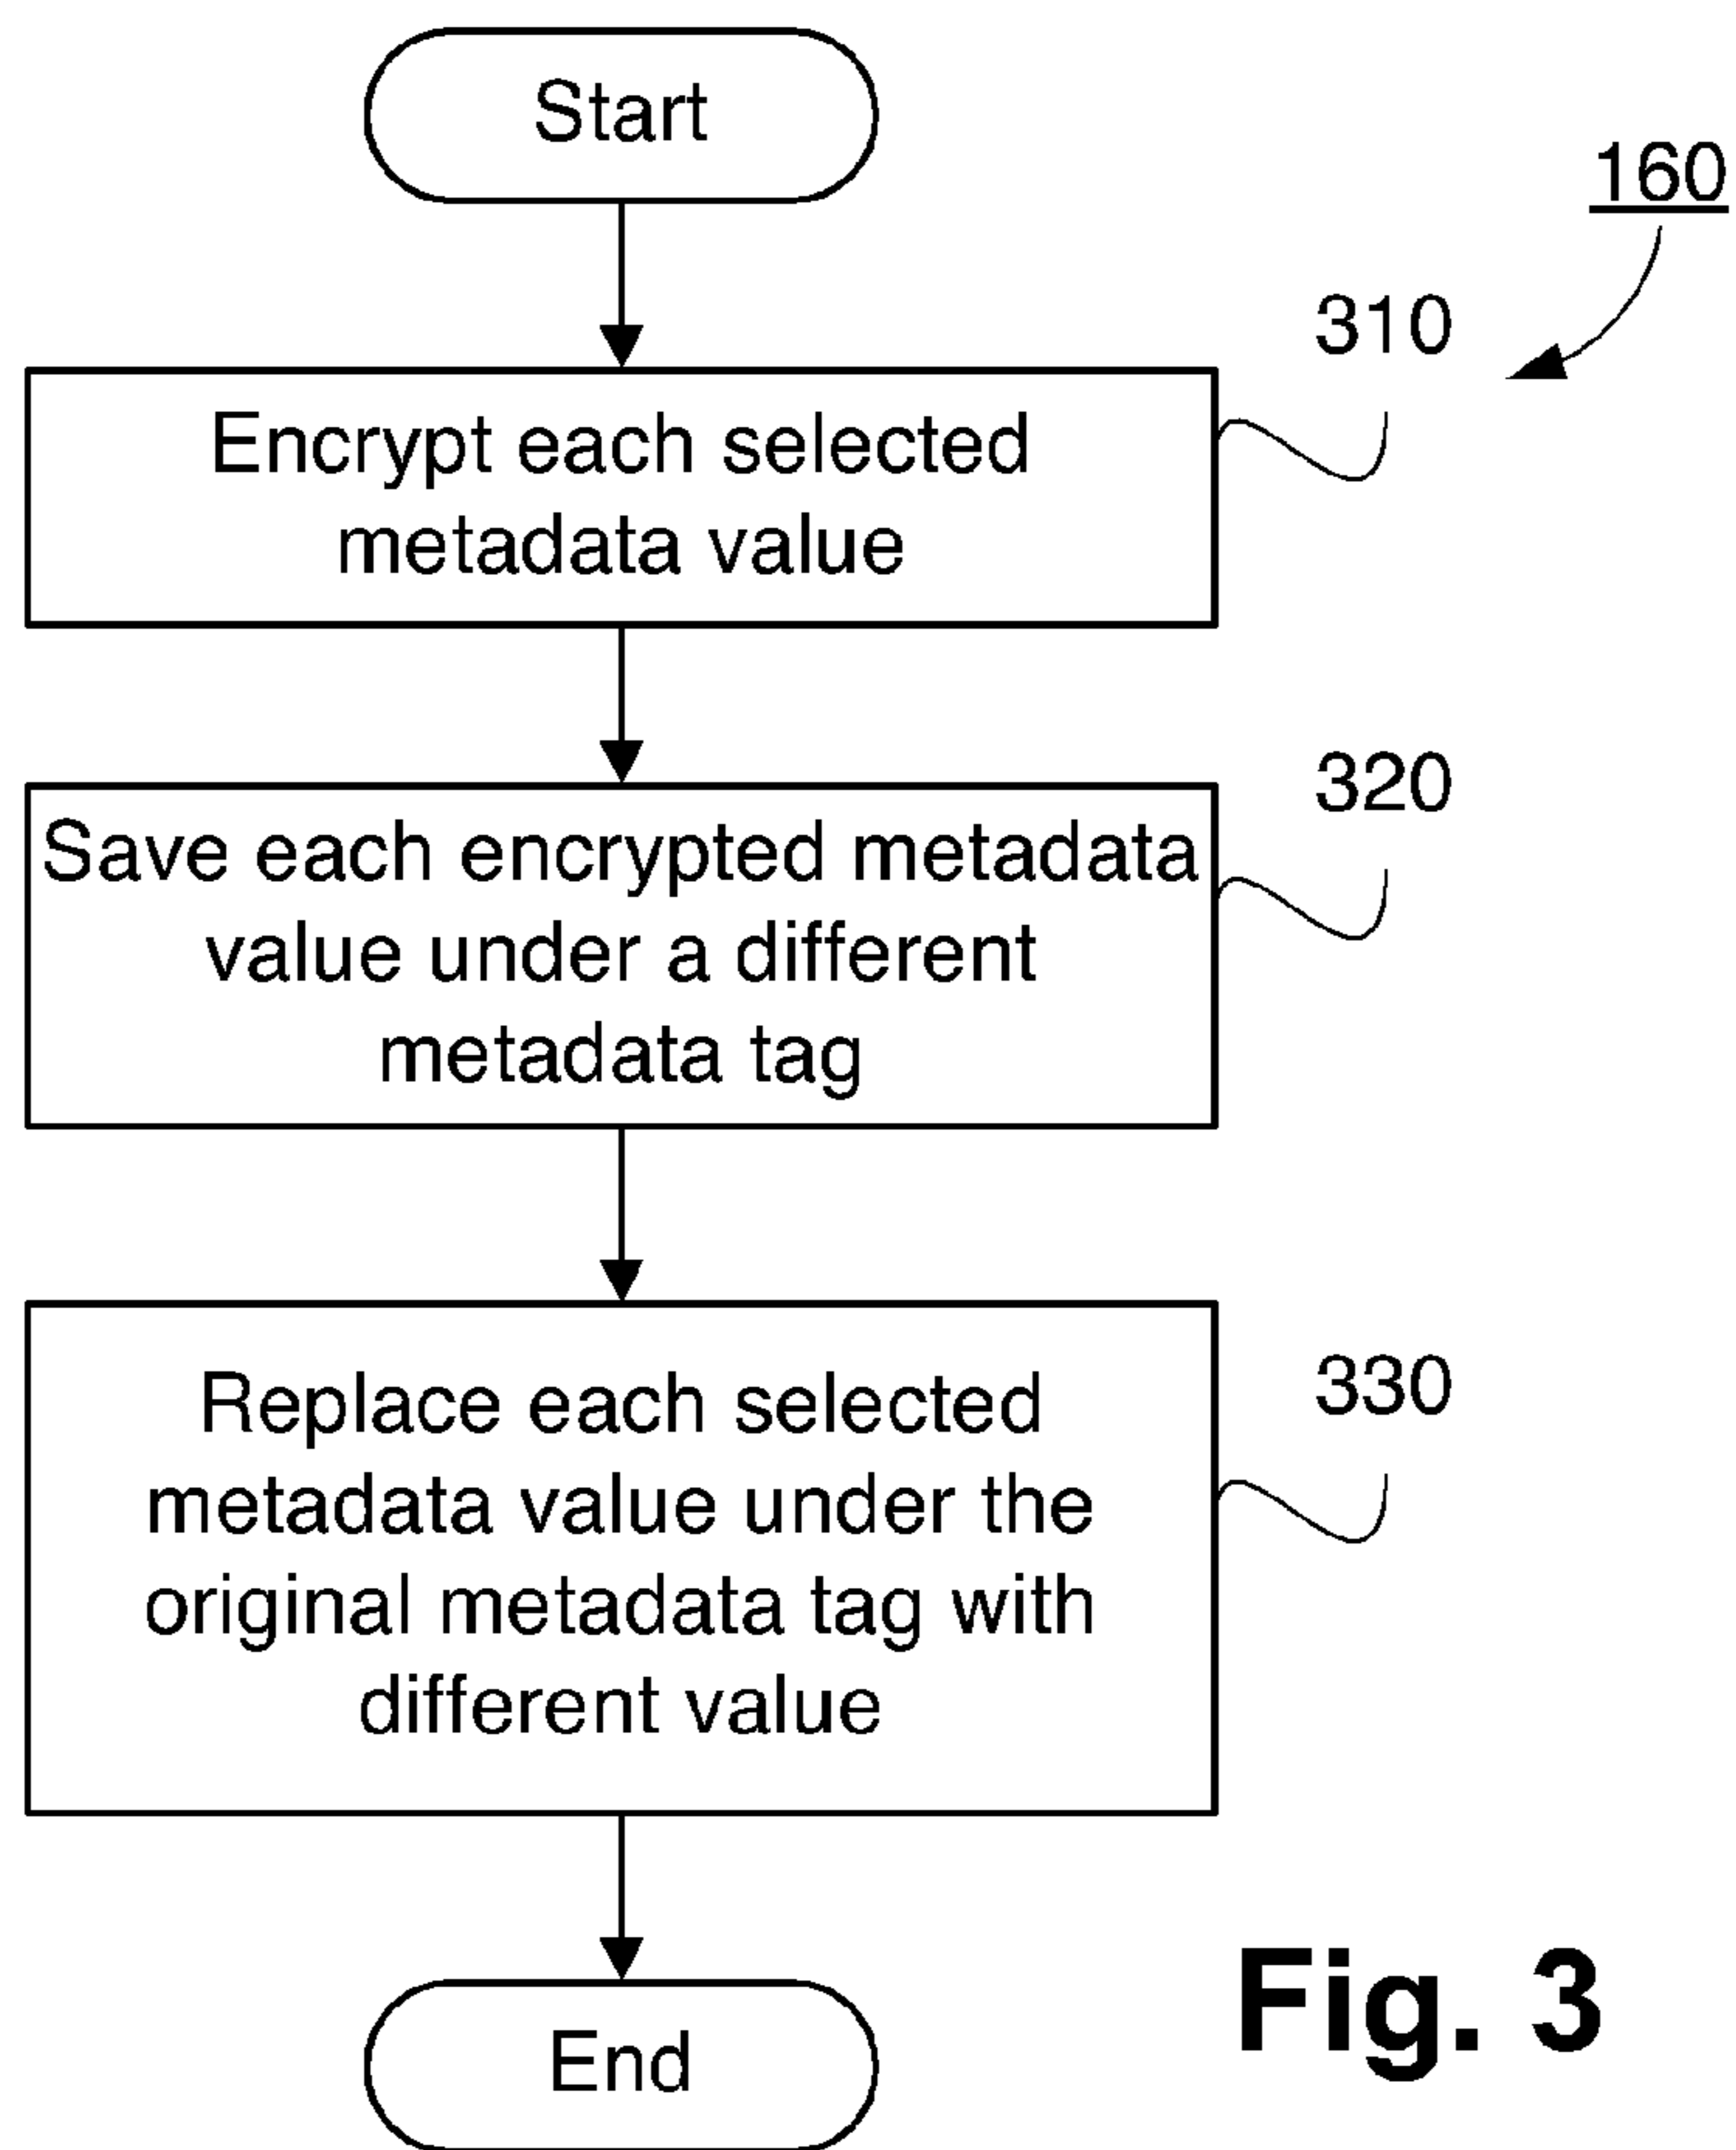 Start
160
310
Encrypt each selected
metadata value
320
Save each encrypted metadata
value under a different
metadata tag
330
Replace each selected
metadata value under the
original metadata tag with
different value
End
Fig. 3